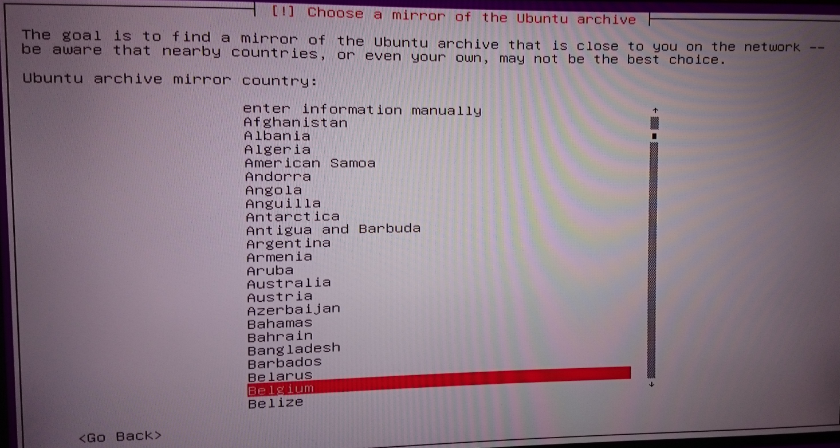 [!] Choose a mirror of the Ubuntu archive
The goal is to find a mirror of the Ubuntu archive that is close to you on the network --
be aware that nearby countries, or even your own, may not be the best choice.
Ubuntu archive mirror country:
enter information manually
Afghanistan
Albania
Algeria
American Samoa
Andorra
Angola
Anguilla
Antarctica
Antigua and Barbuda
Argentina
Armenia
Aruba
Australia
Austria
Azerbaijan
Bahamas
Bahrain
Bangladesh
Barbados
Belarus
Belgium
Belize
<Go Back>